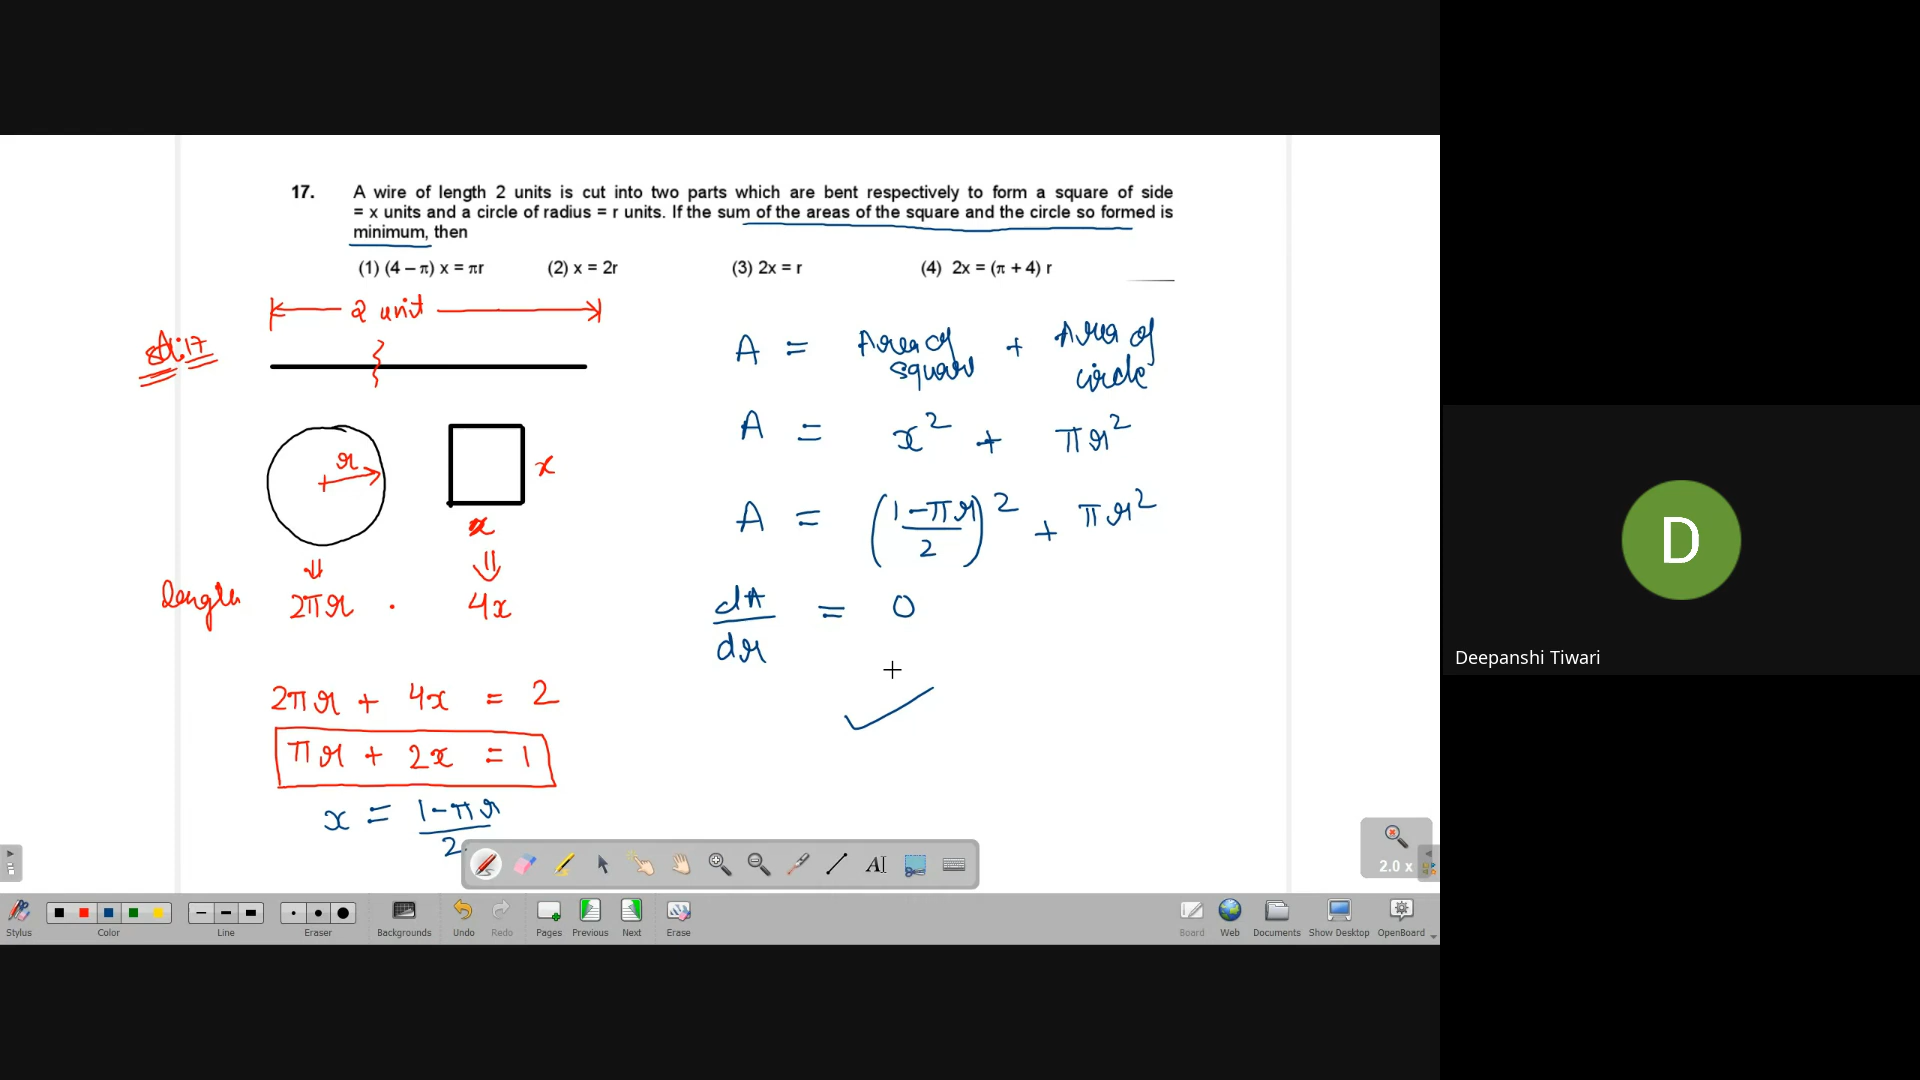 17. A wire of length 2 units is cut into two parts which are bent respectively to form a square of side
= x units and a circle of radius = r units. If the sum of the areas of the square and the circle so formed is
minimum, then
(1) (4 – π) x = πr (2) x = 2r (3) 2x = r (4) 2x = (π + 4) r
2 unit
Sol:17
r
x
x
Length 2πr . 4x
2πr + 4x = 2
πr + 2x = 1
x = (1-πr)/2
A = Area of square + Area of circle
A = x² + πr²
A = ((1-πr)/2)² + πr²
dA/dr = 0
D
Deepanshi Tiwari
2.0 x
AI
Stylus Color Line Eraser Backgrounds Undo Redo Pages Previous Next Erase Board Web Documents Show Desktop OpenBoard